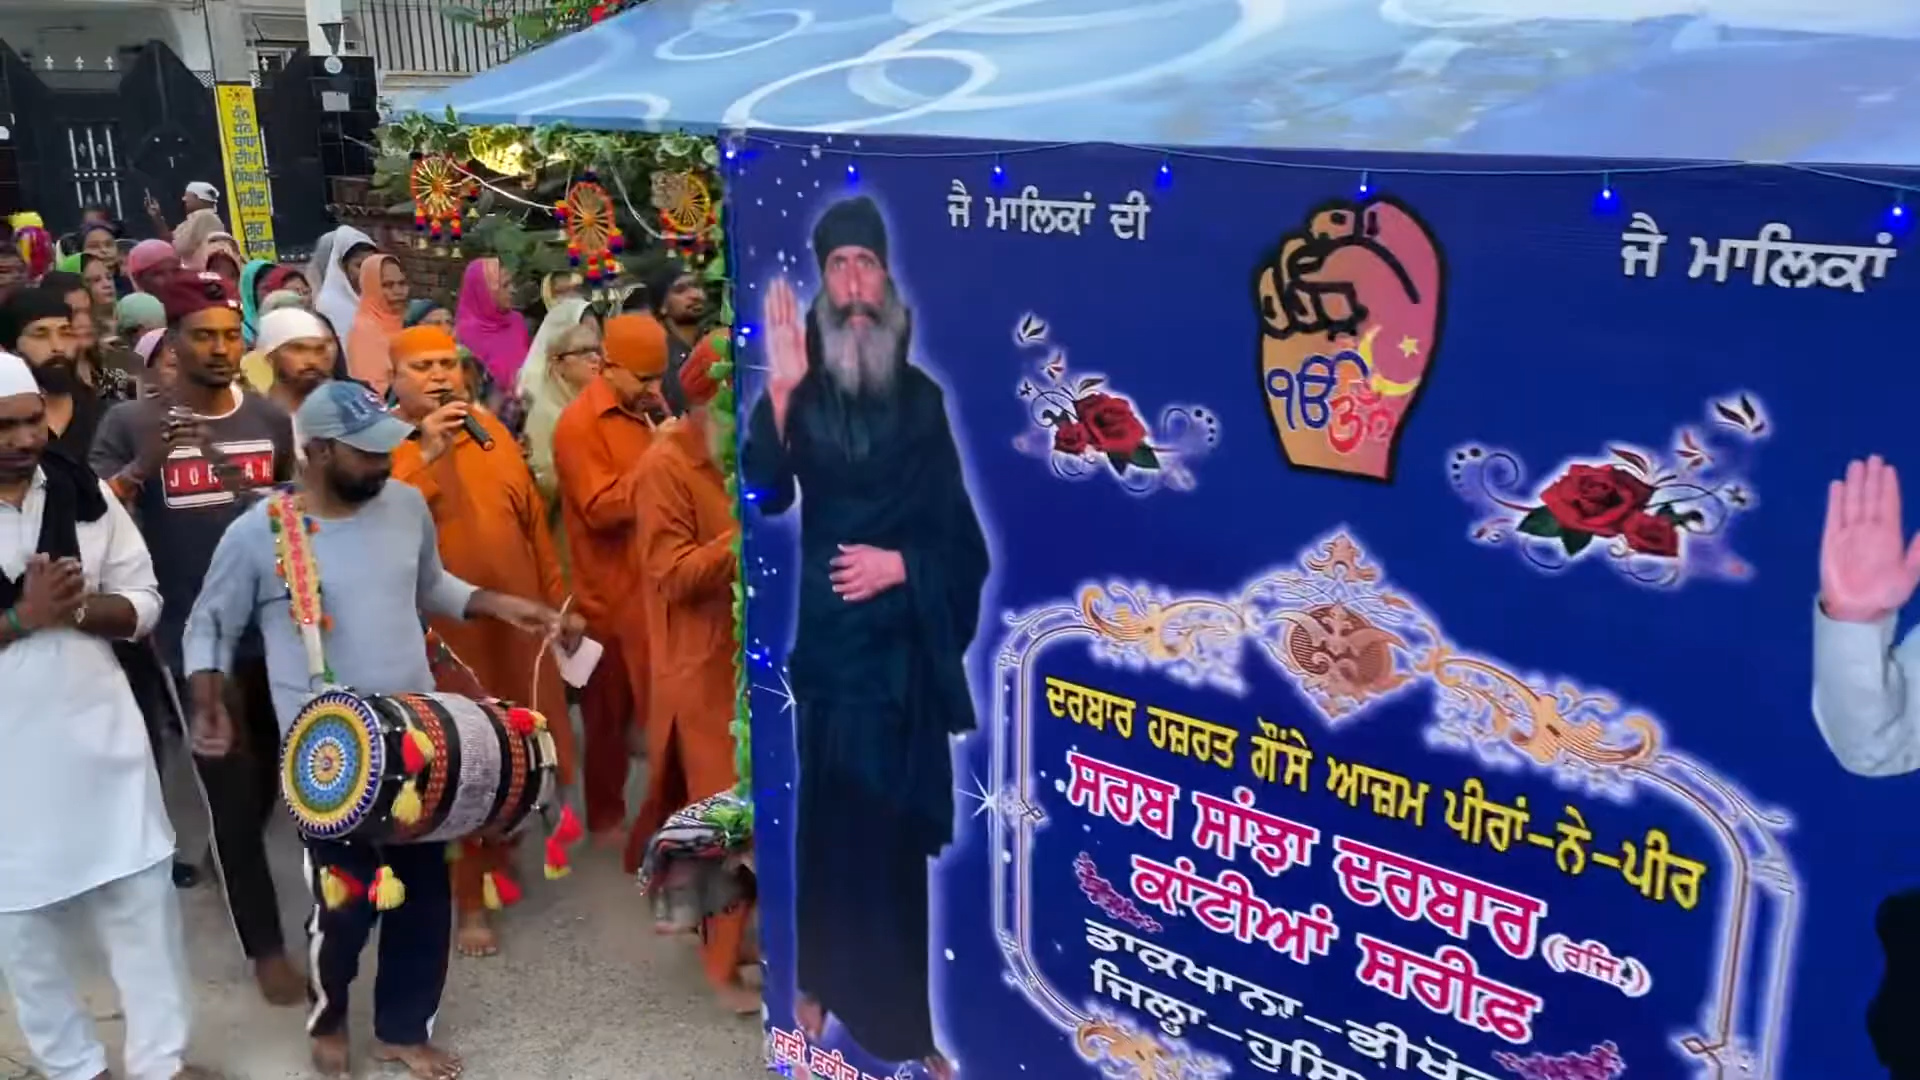 ਜੈ ਮਾਲਿਕਾਂ ਦੀ
ਜੈ ਮਾਲਿਕਾਂ
ੴ
ਦਰਬਾਰ ਹਜ਼ਰਤ ਗੌਂਸੇ ਆਜ਼ਮ ਪੀਰਾਂ-ਨੇ-ਪੀਰ
ਸਰਬ ਸਾਂਝਾ ਦਰਬਾਰ (ਰਜਿ.)
ਕਾਂਟੀਆਂ ਸ਼ਰੀਫ਼
ਡਾਕਖਾਨਾ-ਭੀਖੋ
ਜਿਲ੍ਹਾ-ਹੁਸ਼ਿ
JORDAN